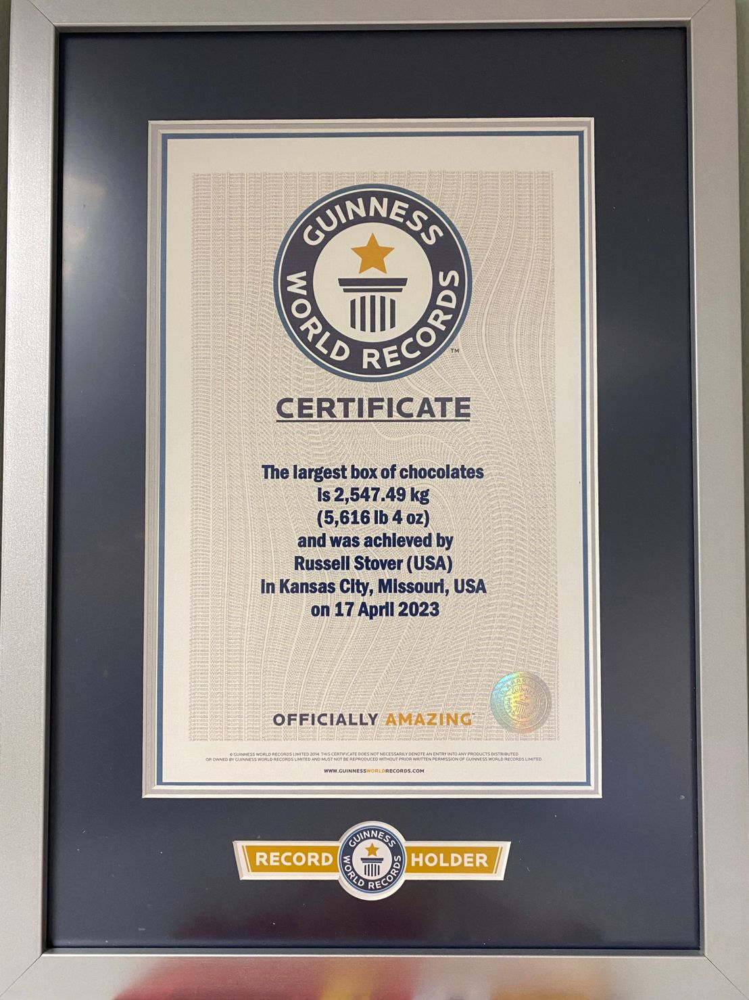 GUINNESS
WORLD RECORDS
™
CERTIFICATE
The largest box of chocolates
is 2,547.49 kg
(5,616 lb 4 oz)
and was achieved by
Russell Stover (USA)
in Kansas City, Missouri, USA
on 17 April 2023
OFFICIALLY AMAZING™
© GUINNESS WORLD RECORDS LIMITED 2014. THIS CERTIFICATE DOES NOT NECESSARILY DENOTE AN ENTRY INTO ANY PRODUCTS DISTRIBUTED
OR OWNED BY GUINNESS WORLD RECORDS LIMITED AND MUST NOT BE REPRODUCED WITHOUT PRIOR WRITTEN PERMISSION OF GUINNESS WORLD RECORDS LIMITED.
WWW.GUINNESSWORLDRECORDS.COM
RECORD GUINNESS WORLD RECORDS HOLDER